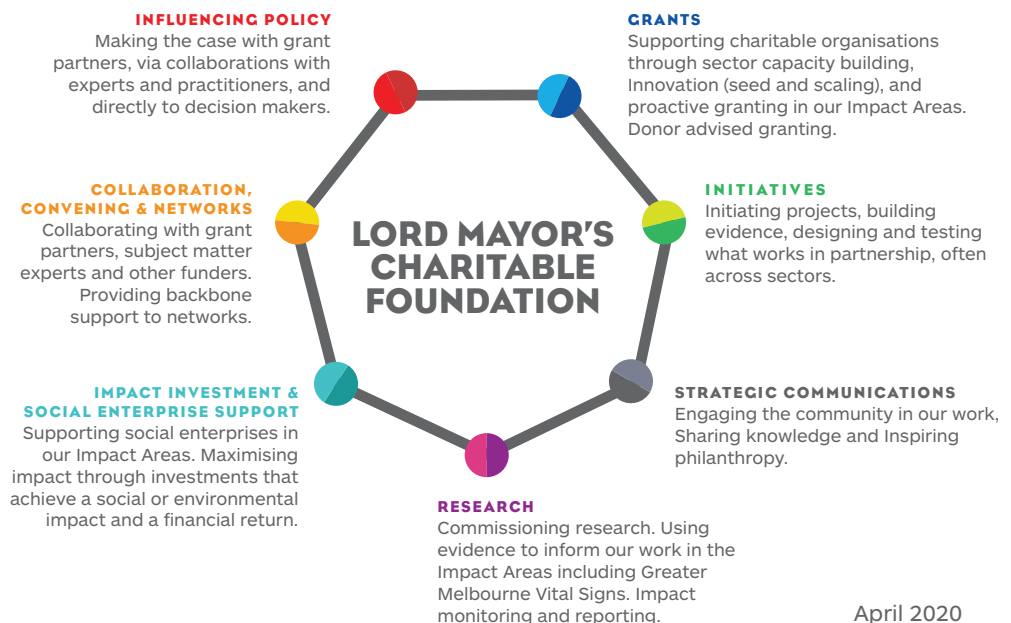 INFLUENCING POLICY
Making the case with grant
partners, via collaborations with
experts and practitioners, and
directly to decision makers.
GRANTS
Supporting charitable organisations
through sector capacity building,
Innovation (seed and scaling), and
proactive granting in our Impact Areas.
Donor advised granting.
COLLABORATION,
CONVENING & NETWORKS
Collaborating with grant
partners, subject matter
experts and other funders.
Providing backbone
support to networks.
LORD MAYOR'S
CHARITABLE
FOUNDATION
INITIATIVES
Initiating projects, building
evidence, designing and testing
what works in partnership, often
across sectors.
IMPACT INVESTMENT &
SOCIAL ENTERPRISE SUPPORT
Supporting social enterprises in
our Impact Areas. Maximising
impact through investments that
achieve a social or environmental
impact and a financial return.
STRATEGIC COMMUNICATIONS
Engaging the community in our work,
Sharing knowledge and Inspiring
philanthropy.
RESEARCH
Commissioning research. Using
evidence to inform our work in the
Impact Areas including Greater
Melbourne Vital Signs. Impact
monitoring and reporting.
April 2020